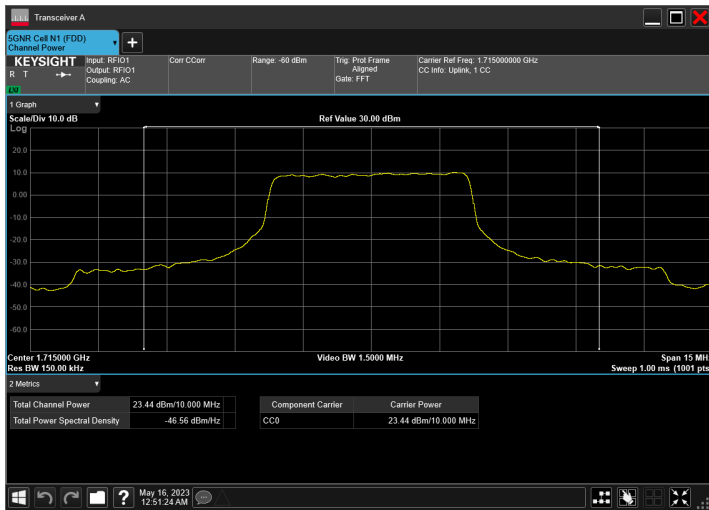 Transceiver A
5GNR Cell N1 (FDD)
Channel Power
KEYSIGHT
R T
LXI
Input: RFIO1
Output: RFIO1
Coupling: AC
Corr CCorr
Range: -60 dBm
Trig: Prot Frame
Aligned
Gate: FFT
Carrier Ref Freq: 1.715000000 GHz
CC Info: Uplink, 1 CC
1 Graph
Scale/Div 10.0 dB
Ref Value 30.00 dBm
Log
20.0
10.0
0.00
-10.0
-20.0
-30.0
-40.0
-50.0
-60.0
Center 1.715000 GHz
Video BW 1.5000 MHz
Span 15 MH
Res BW 150.00 kHz
Sweep 1.00 ms (1001 pts
2 Metrics
Total Channel Power 23.44 dBm/10.000 MHz
Total Power Spectral Density -46.56 dBm/Hz
Component Carrier Carrier Power
CC0 23.44 dBm/10.000 MHz
May 16, 2023
12:51:24 AM